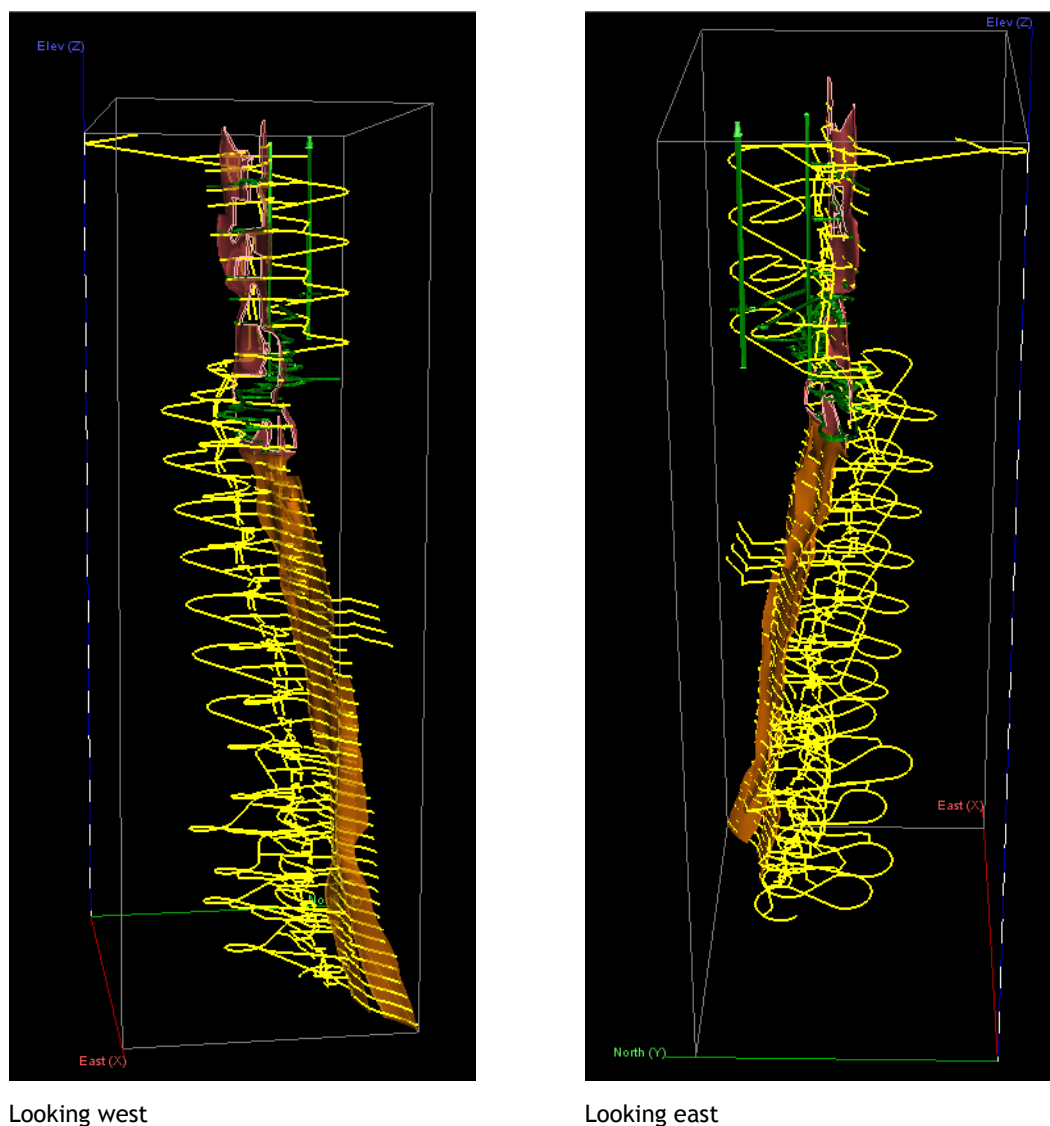 Elev (Z)
East (X)
Elev (Z)
East (X)
North (Y)
Looking west
Looking east